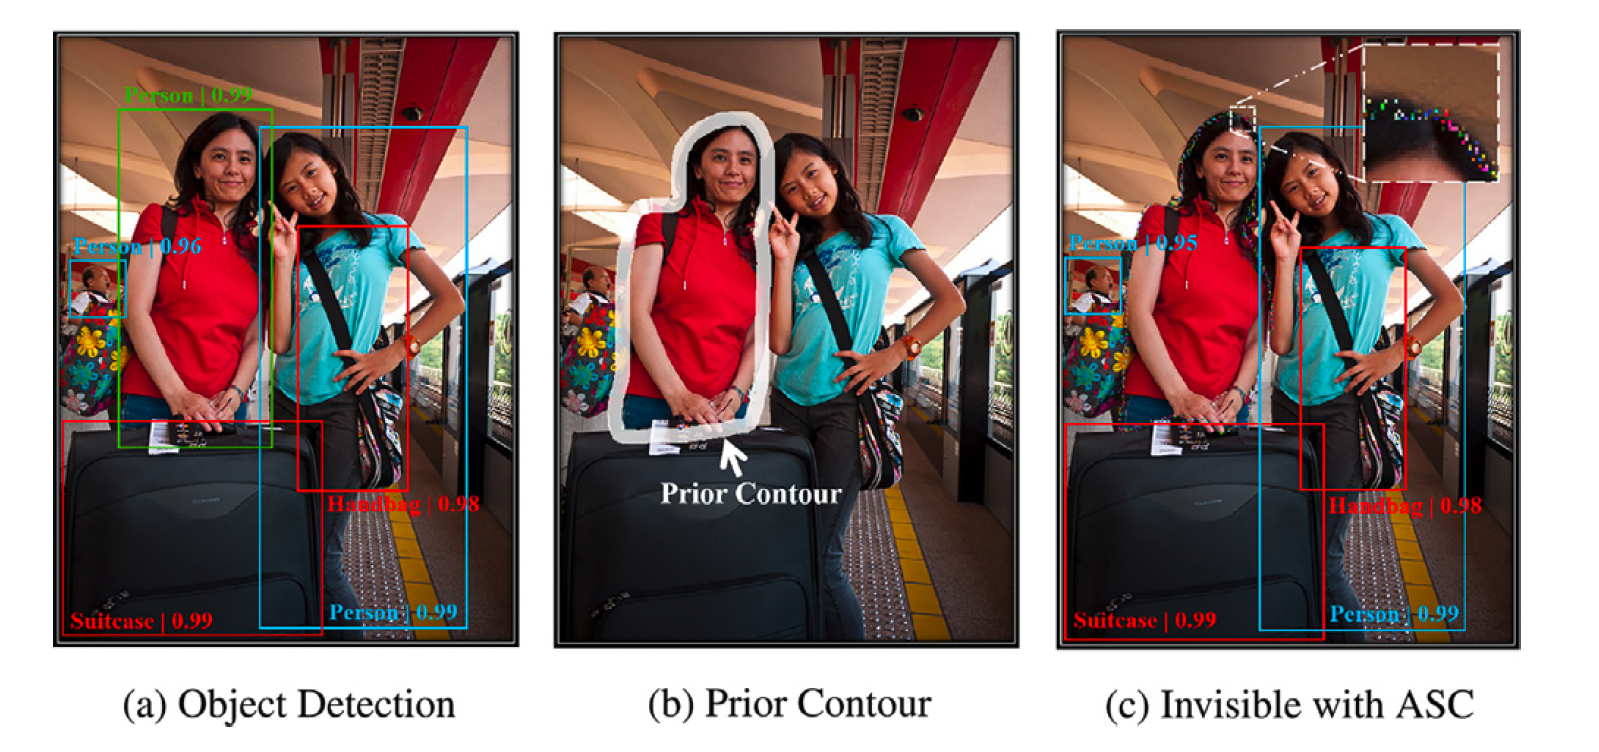 Person | 0.99
Person | 0.96
Handbag | 0.98
Person | 0.99
Suitcase | 0.99
Prior Contour
Person | 0.95
Handbag | 0.98
Person | 0.99
Suitcase | 0.99
(a) Object Detection
(b) Prior Contour
(c) Invisible with ASC